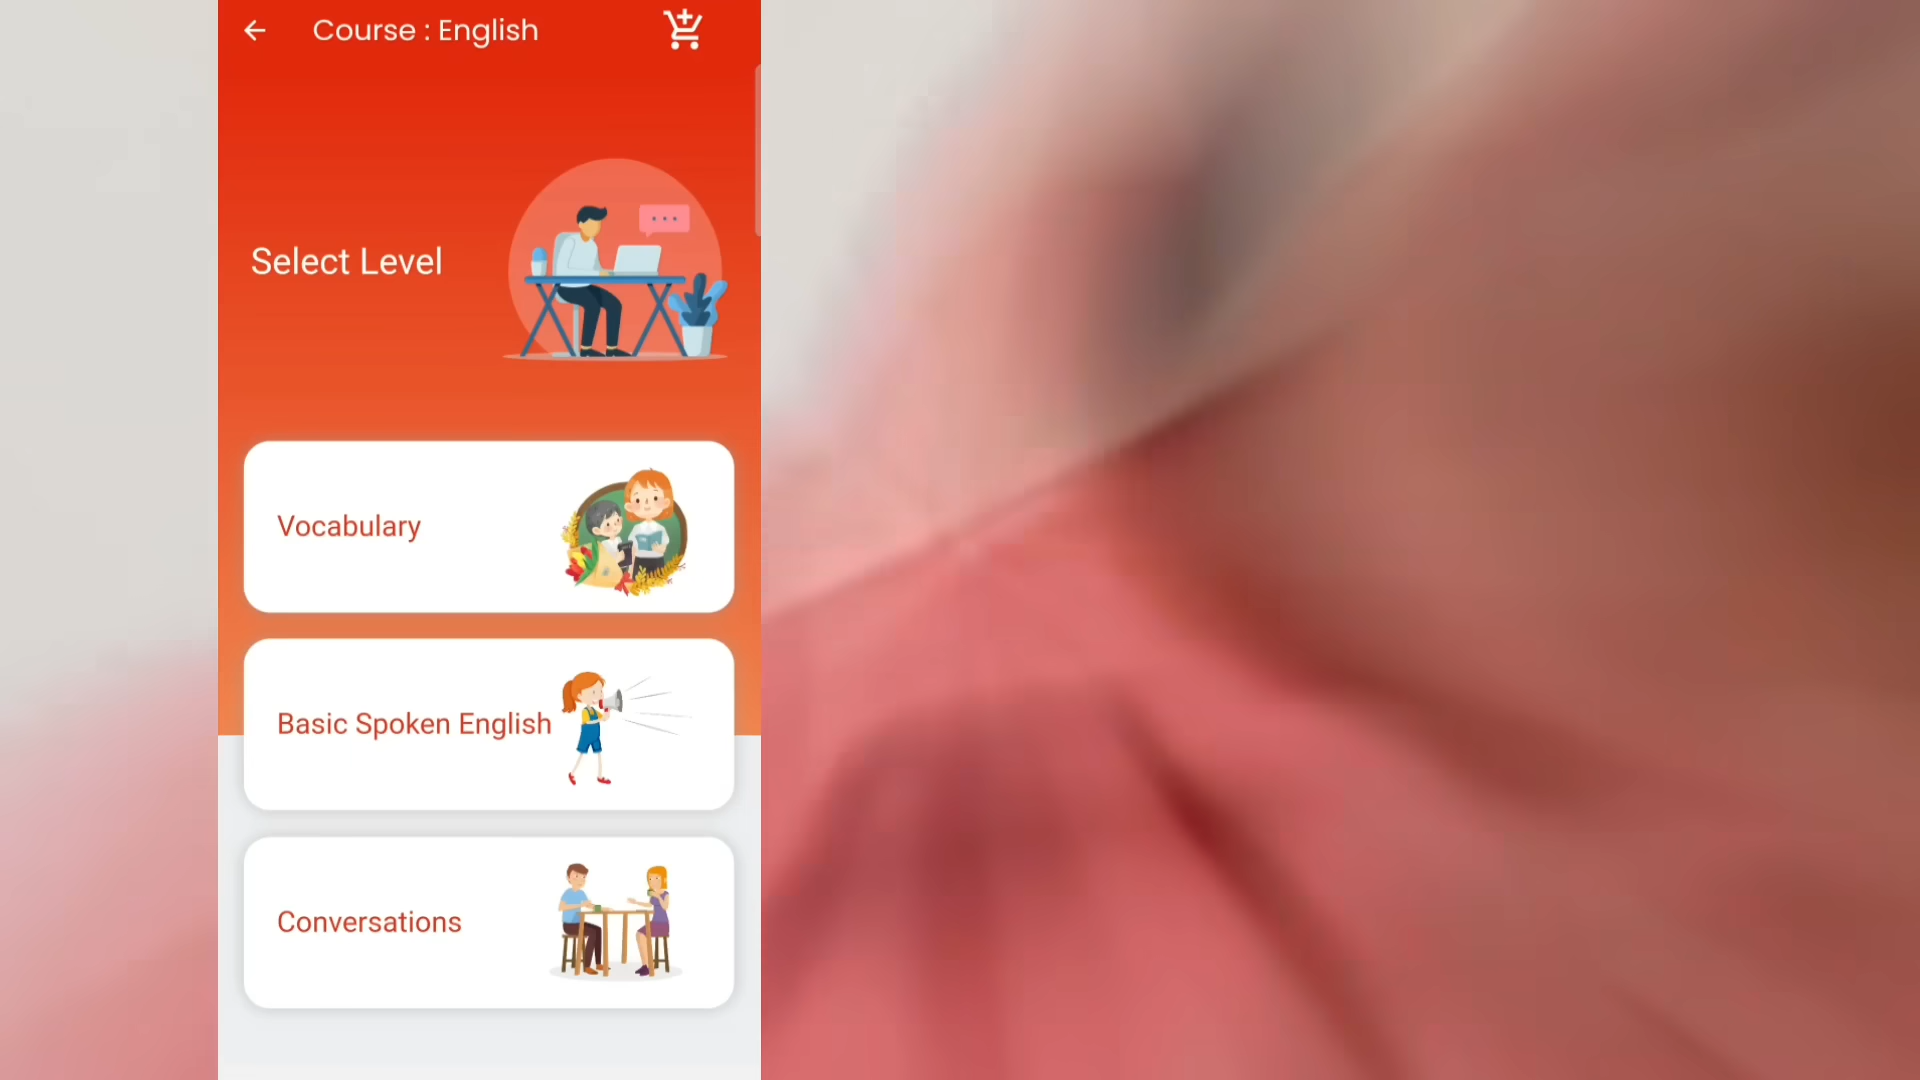 Course : English
Select Level
Vocabulary
Basic Spoken English
Conversations